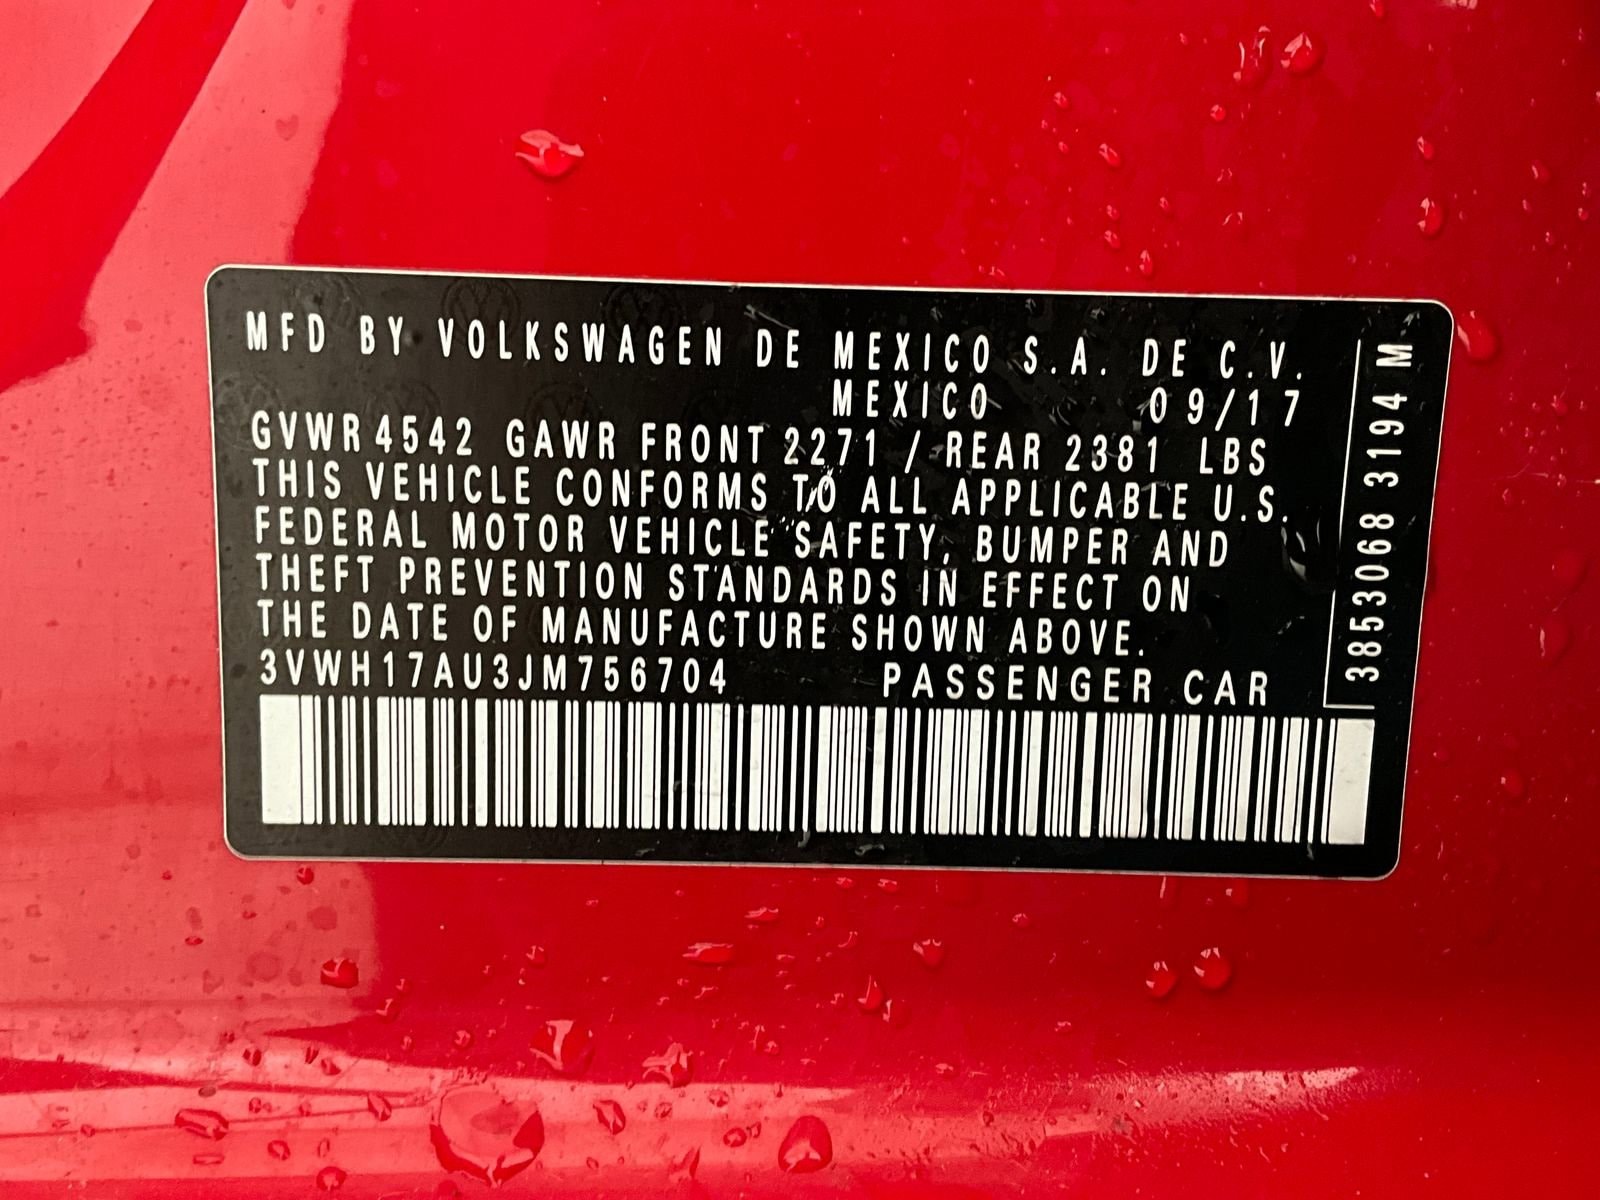 MFD BY VOLKSWAGEN DE MEXICO S.A. DE C.V.
MEXICO 09/17
GVWR 4542 GAWR FRONT 2271 / REAR 2381 LBS
THIS VEHICLE CONFORMS TO ALL APPLICABLE U.S.
FEDERAL MOTOR VEHICLE SAFETY, BUMPER AND
THEFT PREVENTION STANDARDS IN EFFECT ON
THE DATE OF MANUFACTURE SHOWN ABOVE.
3VWH17AU3JM756704 PASSENGER CAR
3853068 3194 M